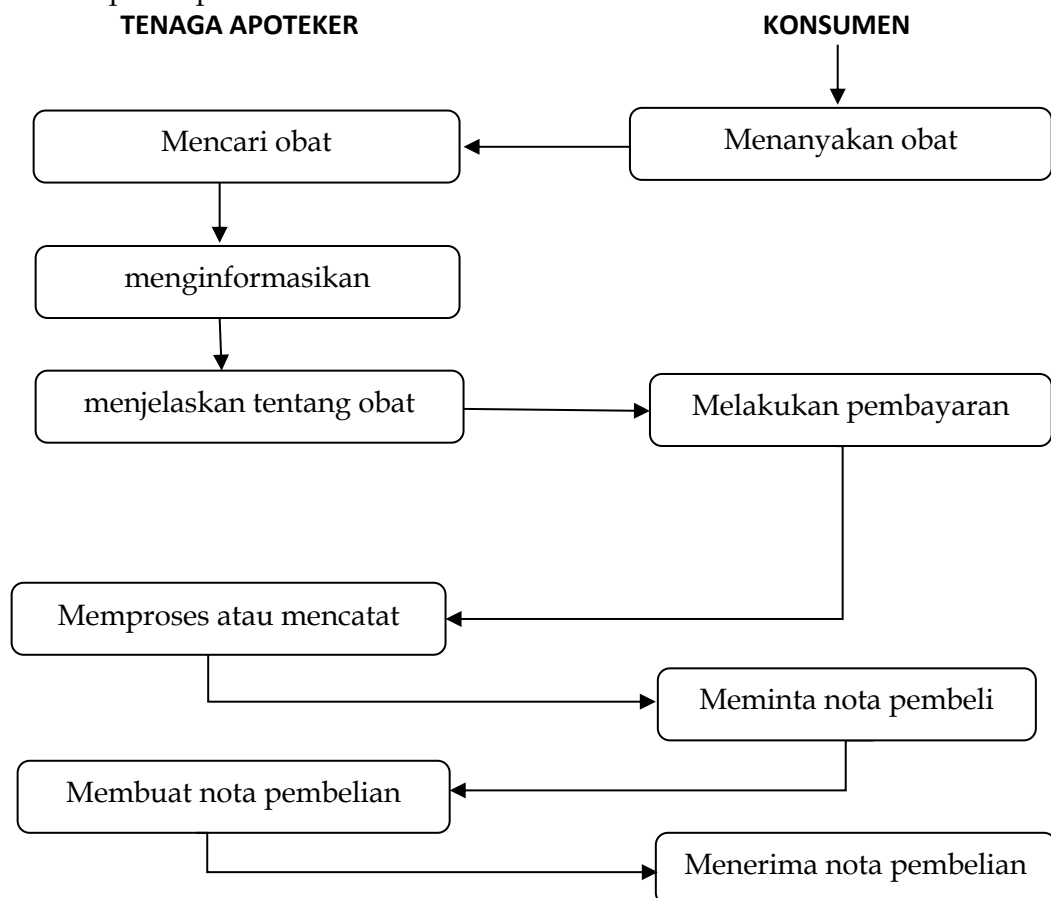 TENAGA APOTEKER
KONSUMEN
Mencari obat
Menanyakan obat
menginformasikan
menjelaskan tentang obat
Melakukan pembayaran
Memproses atau mencatat
Meminta nota pembeli
Membuat nota pembelian
Menerima nota pembelian